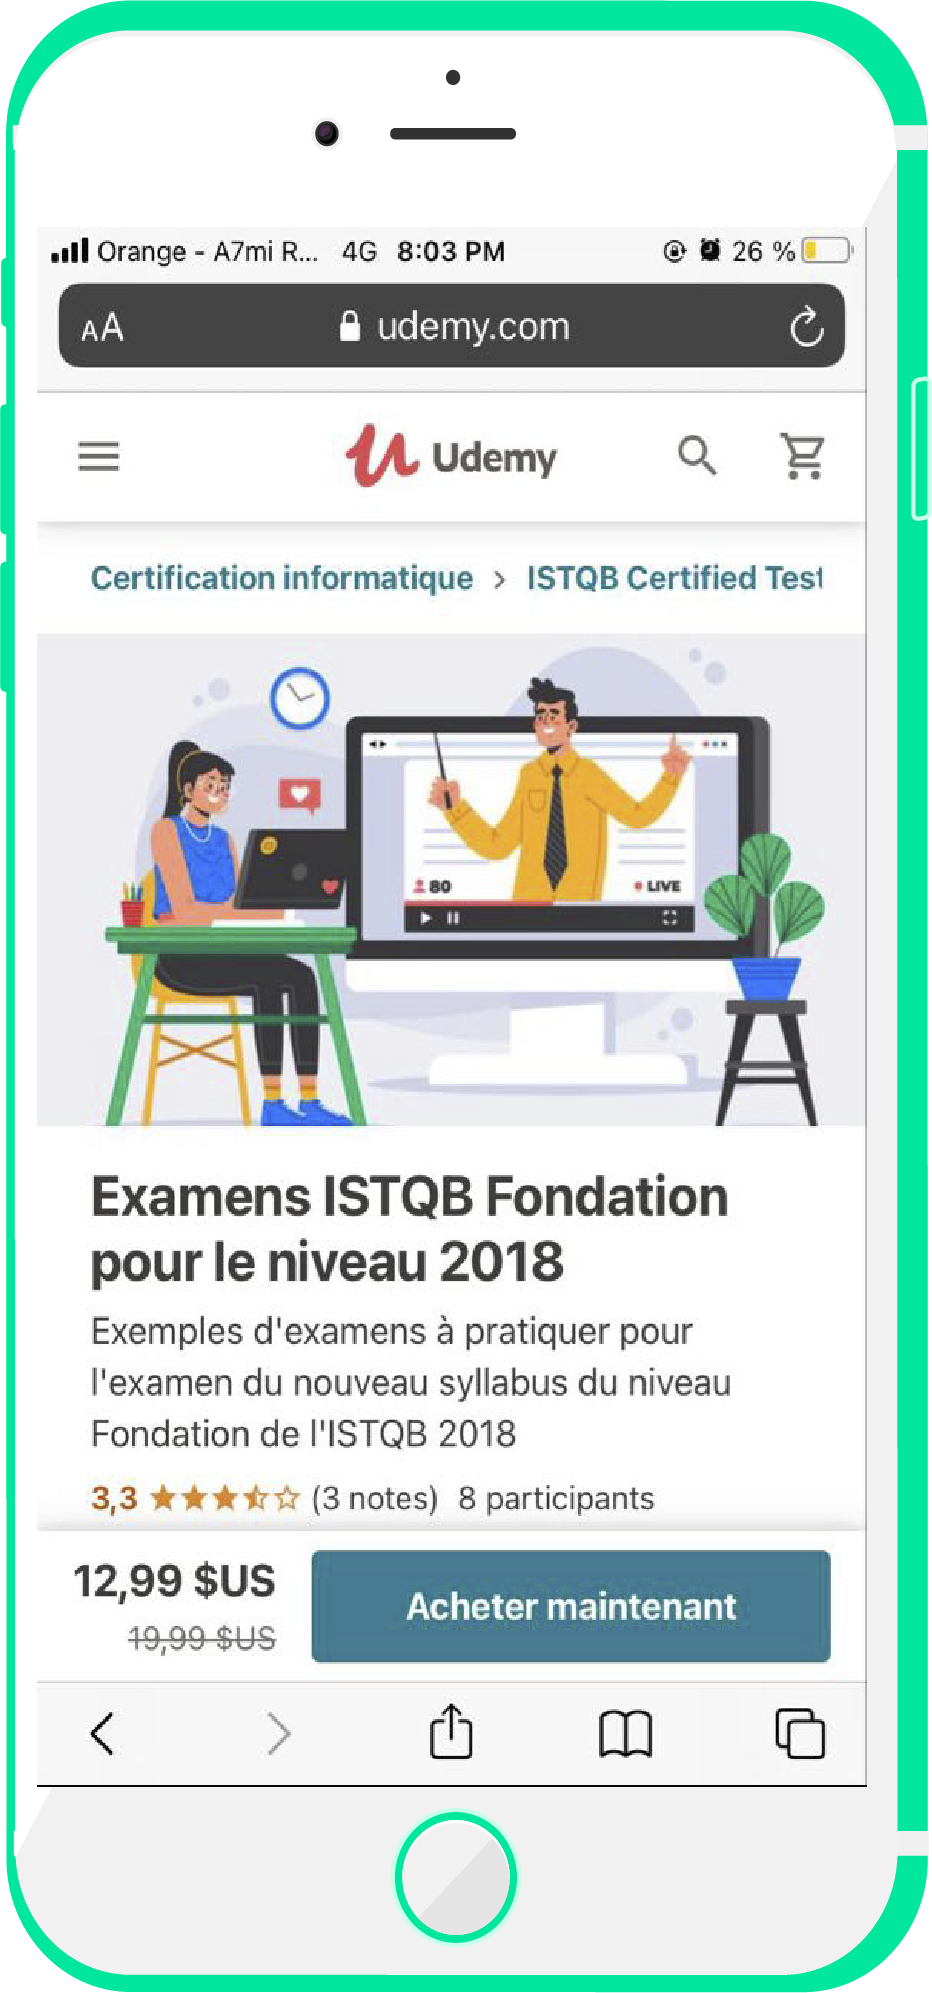 Orange - A7mi R... 4G 8:03 PM 26 %
AA udemy.com
Udemy
Certification informatique > ISTQB Certified Test
80 LIVE
Examens ISTQB Fondation
pour le niveau 2018
Exemples d'examens à pratiquer pour
l'examen du nouveau syllabus du niveau
Fondation de l'ISTQB 2018
3,3 (3 notes) 8 participants
12,99 $US
19,99 $US
Acheter maintenant